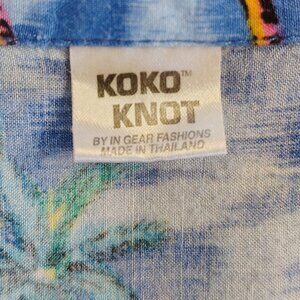 KOKO™
KNOT
BY IN GEAR FASHIONS
MADE IN THAILAND